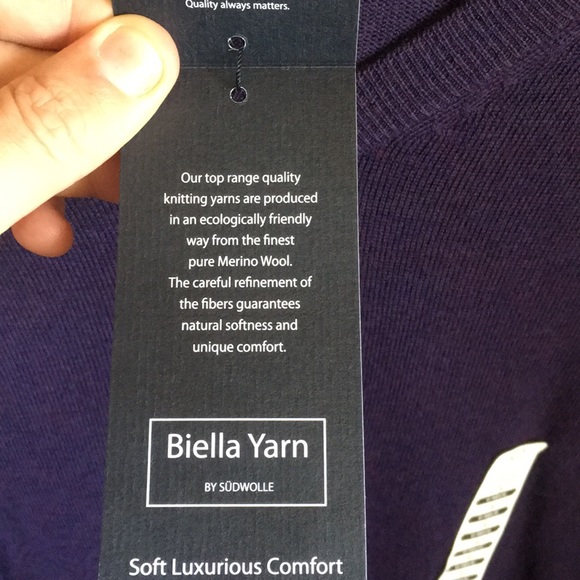 Quality always matters.
Our top range quality
knitting yarns are produced
in an ecologically friendly
way from the finest
pure Merino Wool.
The careful refinement of
the fibers guarantees
natural softness and
unique comfort.
Biella Yarn
BY SÜDWOLLE
Soft Luxurious Comfort